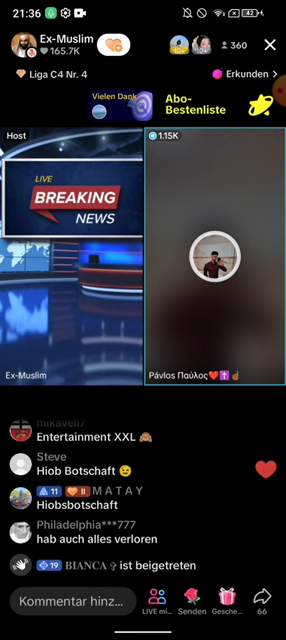 21:36
42
Ex-Muslim
165.7K
360
Liga C4 Nr. 4
Erkunden
Vielen Dank
Abo-
Bestenliste
Host
1.15K
LIVE
BREAKING
NEWS
Ex-Muslim
Pávlos Παύλος❤️✝️☝🏾
mikavell7
Entertainment XXL 🙈
Steve
Hiob Botschaft 😉
11 II M A T A Y
Hiobsbotschaft
Philadelphia***777
hab auch alles verloren
19 BIANCA ✞ ist beigetreten
Kommentar hinz...
LIVE mi...
Senden
Gesche...
66